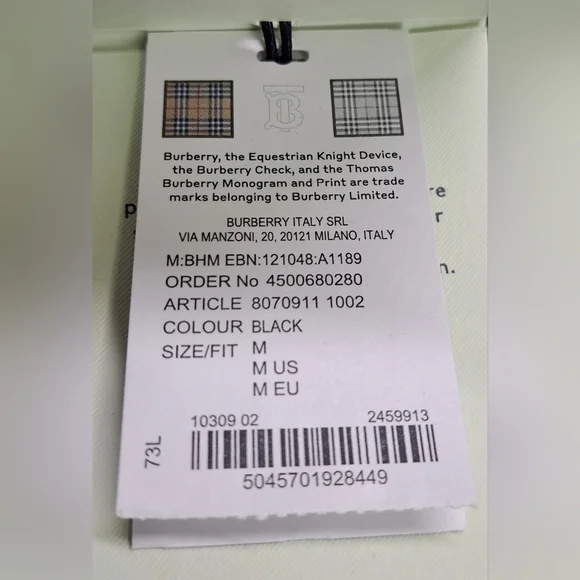 Burberry, the Equestrian Knight Device,
the Burberry Check, and the Thomas
Burberry Monogram and Print are trade
marks belonging to Burberry Limited.
BURBERRY ITALY SRL
VIA MANZONI, 20, 20121 MILANO, ITALY
M:BHM EBN:121048:A1189
ORDER No 4500680280
ARTICLE 8070911 1002
COLOUR BLACK
SIZE/FIT M
M US
M EU
10309 02 2459913
73L
5045701928449